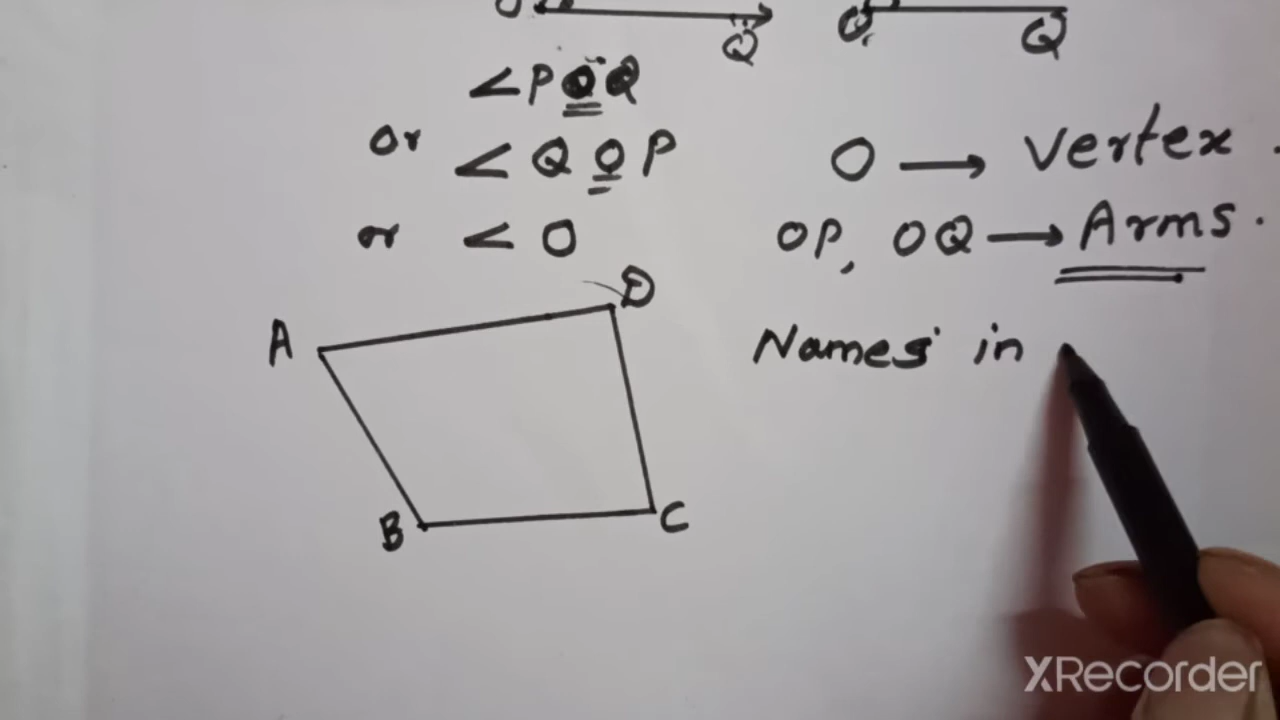 O Q O, Q
<POQ
or <QOP O → Vertex.
or <O OP, OQ → Arms.
A D
Names in
B C
XRecorder